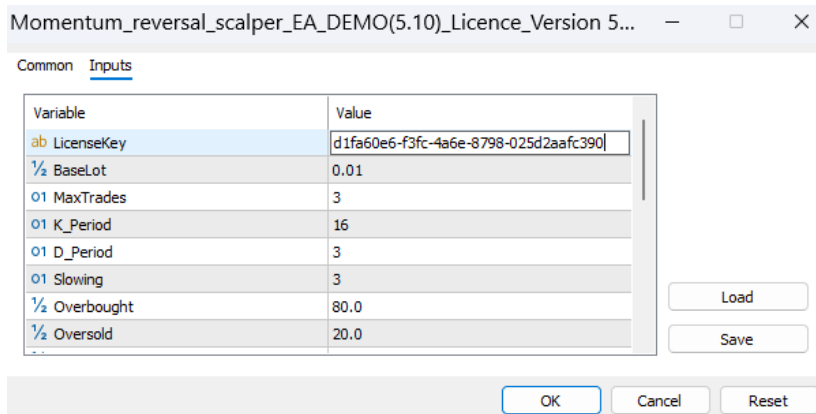 Momentum_reversal_scalper_EA_DEMO(5.10)_Licence_Version 5...
Common Inputs
Variable Value
ab LicenseKey d1fa60e6-f3fc-4a6e-8798-025d2aafc390
½ BaseLot 0.01
01 MaxTrades 3
01 K_Period 16
01 D_Period 3
01 Slowing 3
½ Overbought 80.0
½ Oversold 20.0
Load
Save
OK Cancel Reset